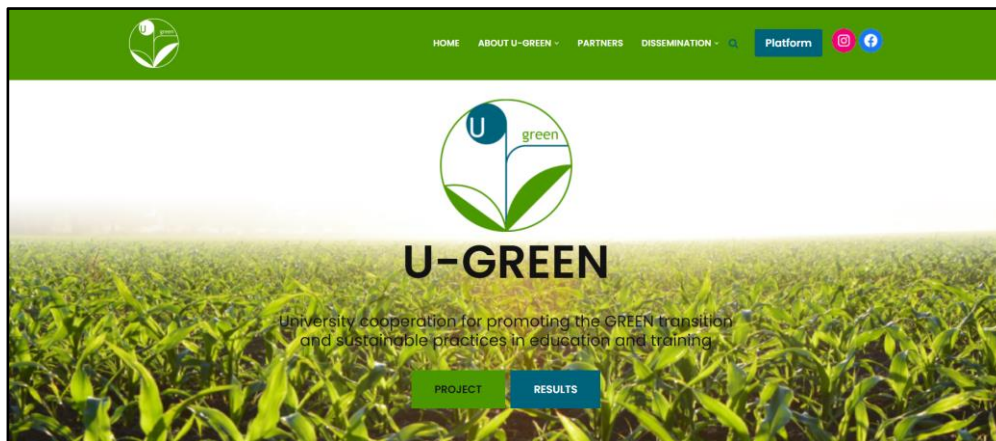 U green
HOME ABOUT U-GREEN PARTNERS DISSEMINATION Platform
U green
U-GREEN
University cooperation for promoting the GREEN transition
and sustainable practices in education and training
PROJECT RESULTS